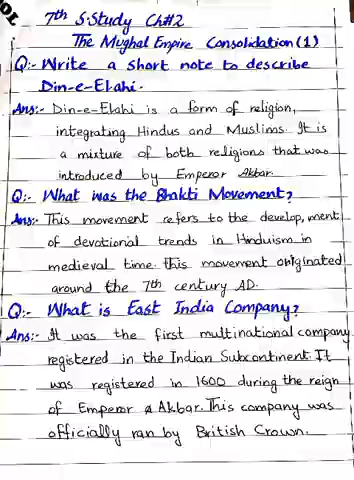 OOL
7th S.Study Ch#2
The Mughal Empire Consolidation (1)
Q:- Write a short note to describe
Din-e-Elahi.
Ans:- Din-e-Elahi is a form of religion,
integrating Hindus and Muslims. It is
a mixture of both religions that was
introduced by Emperor Akbar.
Q:- What was the Bhakti Movement?
Ans:- This movement refers to the develop,ment
of devotional trends in Hinduism in
medieval time. this movement originated
around the 7th century AD.
Q:- What is East India Company?
Ans:- It was the first multinational company
registered in the Indian Subcontinent. It
was registered in 1600 during the reign
of Emperor Akbar. This company was
officially ran by British Crown.